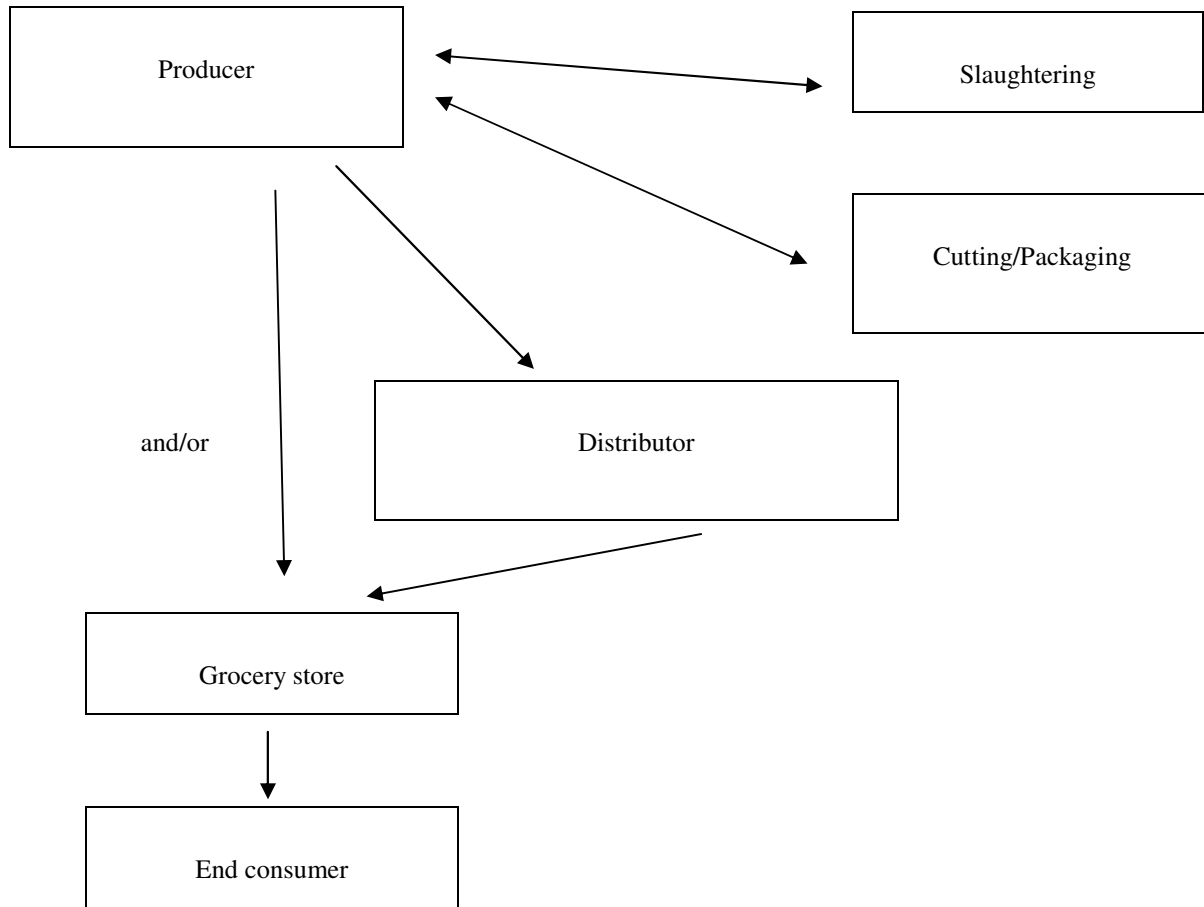 Producer
Slaughtering
Cutting/Packaging
and/or
Distributor
Grocery store
End consumer